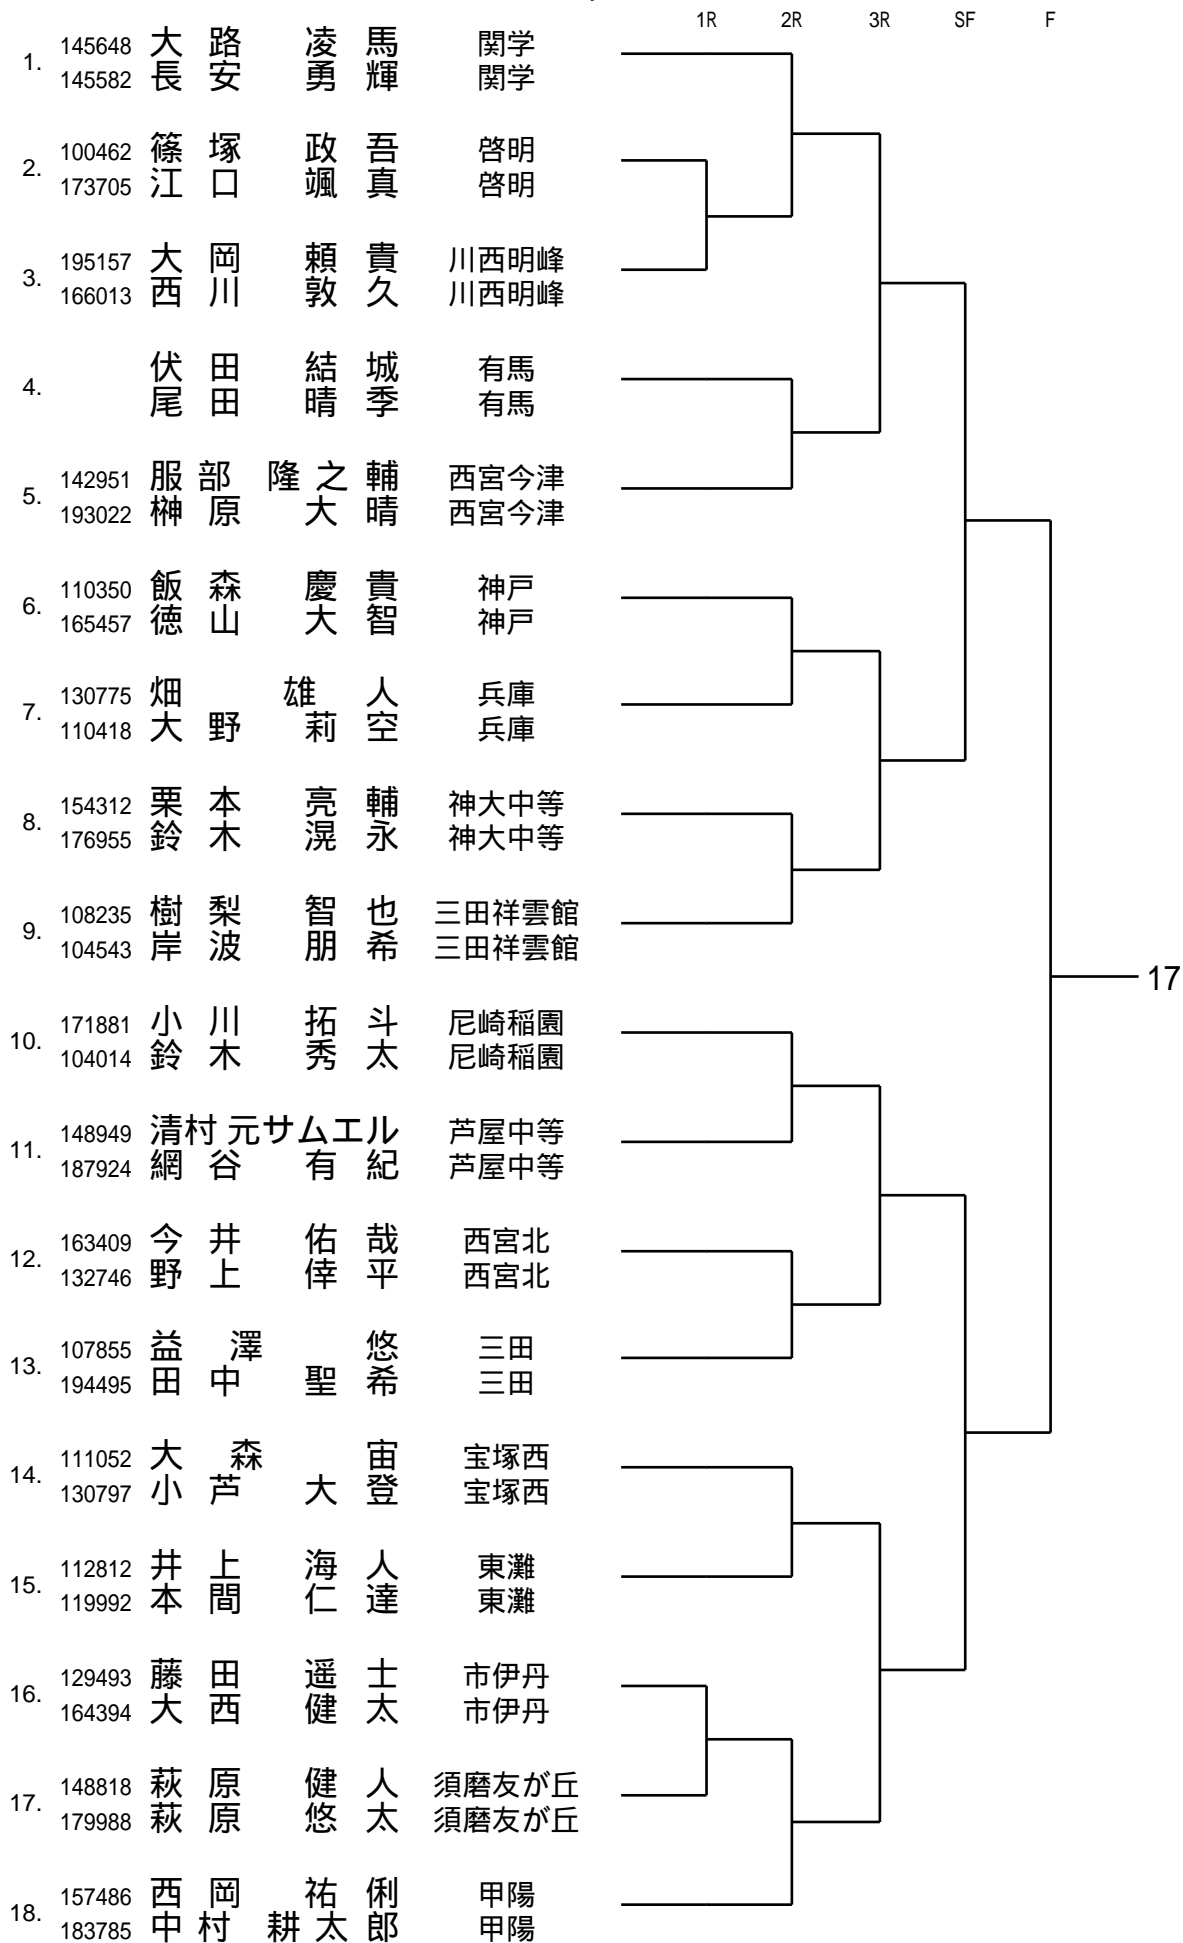 1R 2R 3R SF F
1. 145648 大路 凌馬 関学
145582 長安 勇輝 関学
2. 100462 篠塚 政吾 啓明
173705 江口 颯真 啓明
3. 195157 大岡 頼貴 川西明峰
166013 西川 敦久 川西明峰
4. 伏田 結城 有馬
尾田 晴季 有馬
5. 142951 服部 隆之輔 西宮今津
193022 榊原 大晴 西宮今津
6. 110350 飯森 慶貴 神戸
165457 徳山 大智 神戸
7. 130775 畑 雄人 兵庫
110418 大野 莉空 兵庫
8. 154312 栗本 亮輔 神大中等
176955 鈴木 滉永 神大中等
9. 108235 樹梨 智也 三田祥雲館
104543 岸波 朋希 三田祥雲館
17
10. 171881 小川 拓斗 尼崎稲園
104014 鈴木 秀太 尼崎稲園
11. 148949 清村 元サムエル 芦屋中等
187924 網谷 有紀 芦屋中等
12. 163409 今井 佑哉 西宮北
132746 野上 倖平 西宮北
13. 107855 益澤 悠 三田
194495 田中 聖希 三田
14. 111052 大森 宙 宝塚西
130797 小芦 大登 宝塚西
15. 112812 井上 海人 東灘
119992 本間 仁達 東灘
16. 129493 藤田 遥士 市伊丹
164394 大西 健太 市伊丹
17. 148818 萩原 健人 須磨友が丘
179988 萩原 悠太 須磨友が丘
18. 157486 西岡 祐俐 甲陽
183785 中村 耕太郎 甲陽